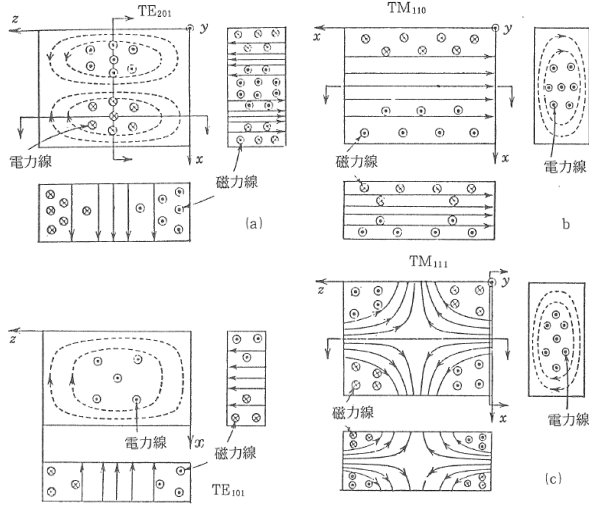 TE₂₀₁
z
y
x
電力線
磁力線
(a)
TM₁₁₀
x
y
x
磁力線
電力線
b
z
x
電力線
磁力線
TE₁₀₁
TM₁₁₁
z
y
x
磁力線
電力線
(c)